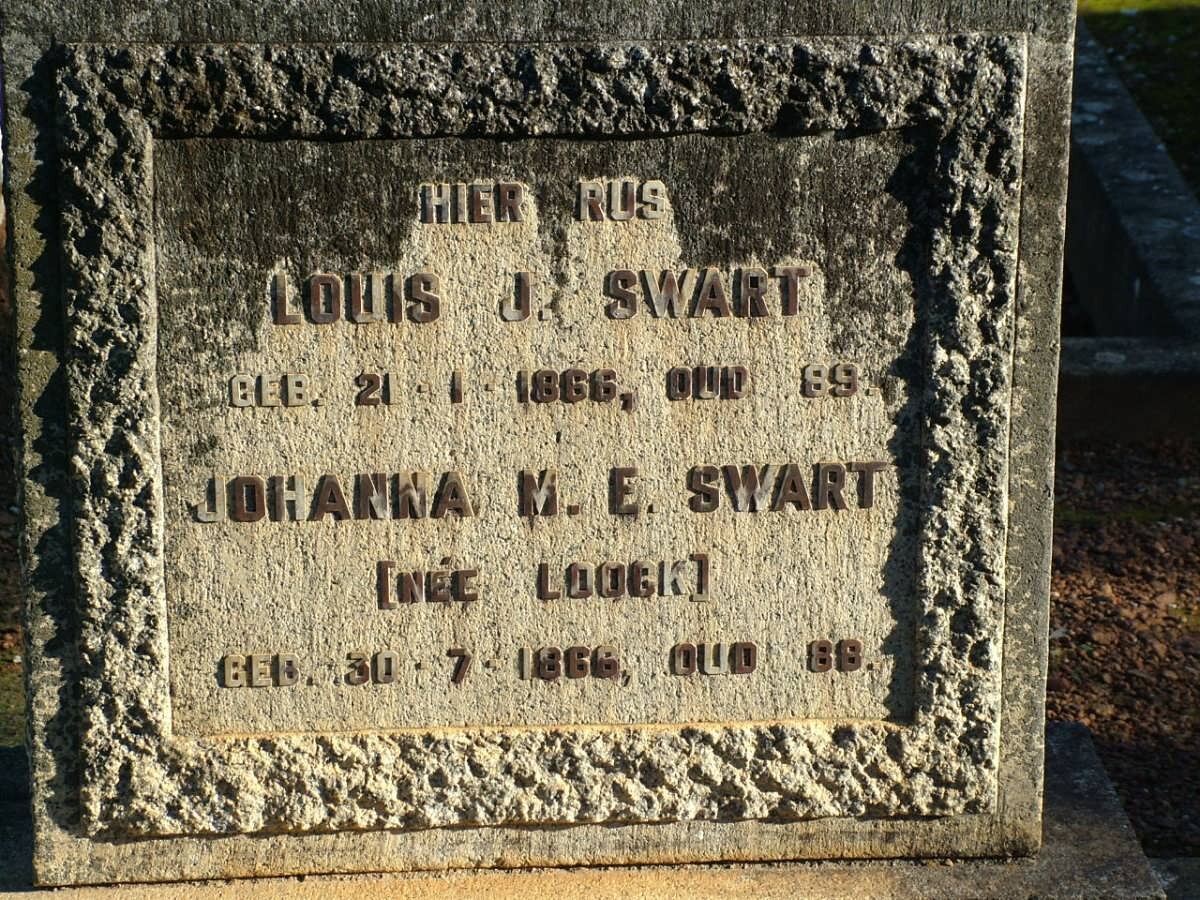 HIER RUS
LOUIS J. SWART
GEB. 21-1-1866, OUD 89.
JOHANNA M. E. SWART
[NÉE LOOCK]
GEB. 30-7-1866, OUD 88.